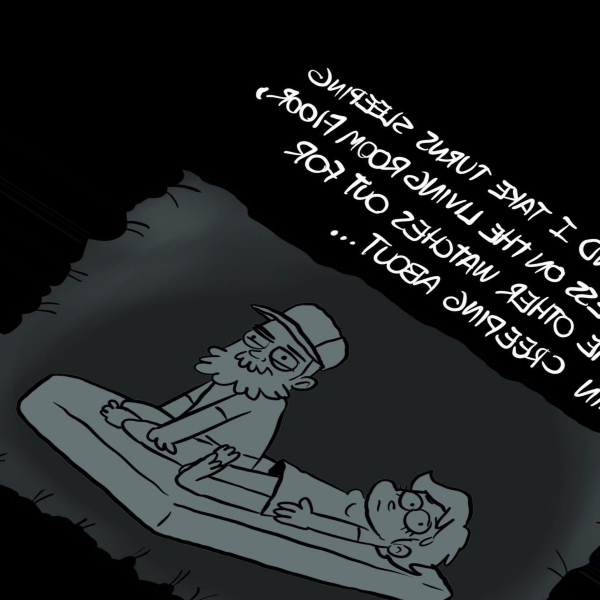 I TAKE TURNS SLEEPING
ON THE LIVING ROOM FLOOR,
OTHER WATCHES OUT FOR
CREEPING ABOUT...